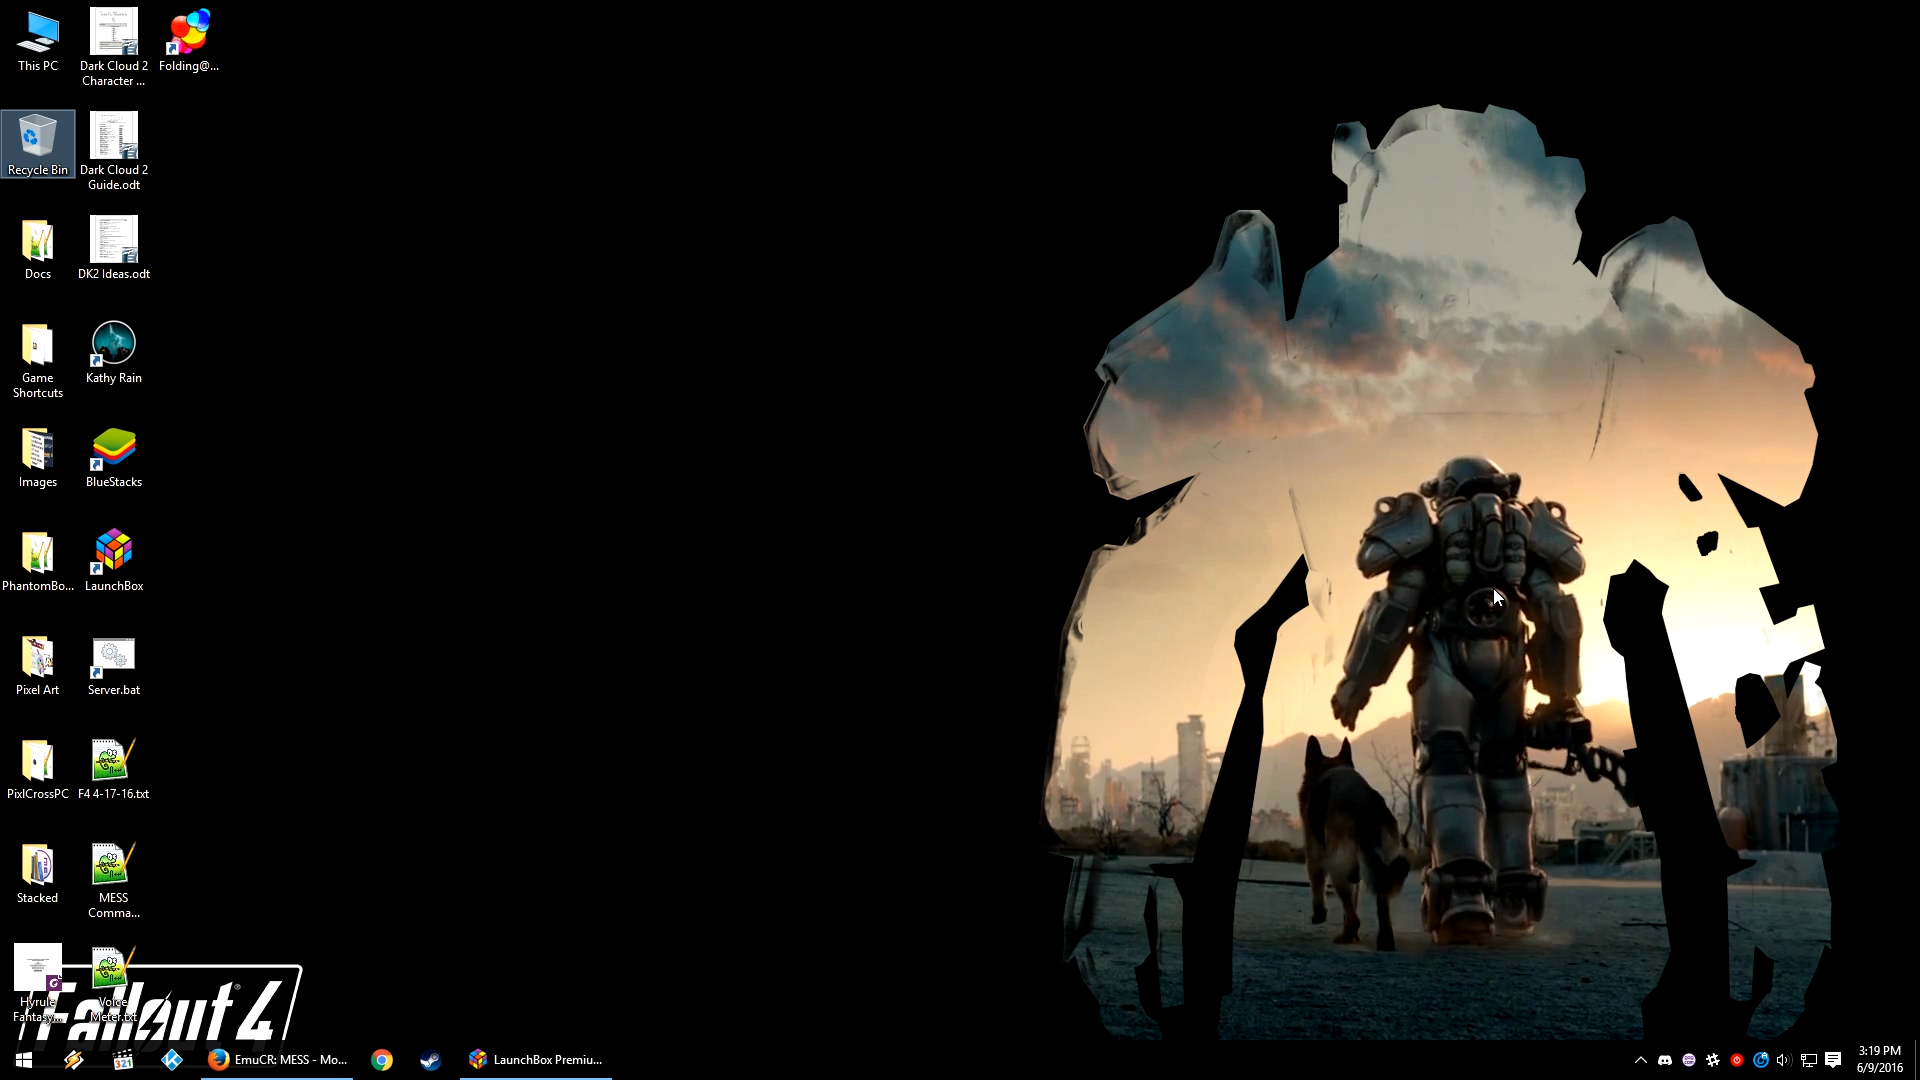 This PC
Dark Cloud 2
Character ...
Folding@...
Recycle Bin
Dark Cloud 2
Guide.odt
Docs
DK2 Ideas.odt
Game
Shortcuts
Kathy Rain
Images
BlueStacks
PhantomBo...
LaunchBox
Pixel Art
Server.bat
PixlCrossPC
F4 4-17-16.txt
Stacked
MESS
Comma...
Hyrule
Fantasy...
Voice
Meter.txt
Fallout 4
®
321
EmuCR: MESS - Mo...
LaunchBox Premiu...
3:19 PM
6/9/2016